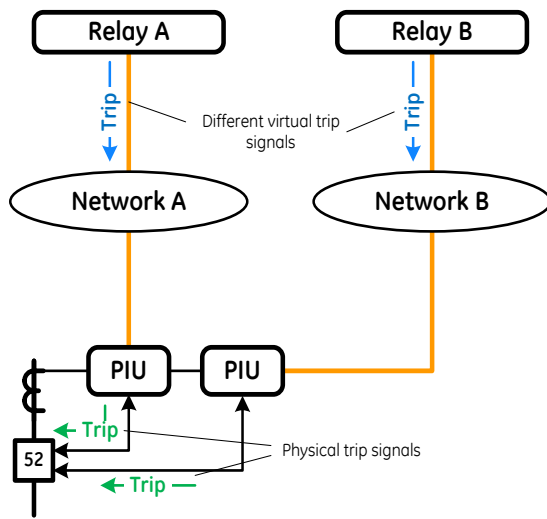 Relay A
Relay B
Trip
Trip
Different virtual trip
signals
Network A
Network B
PIU
PIU
Trip
52
Physical trip signals
Trip